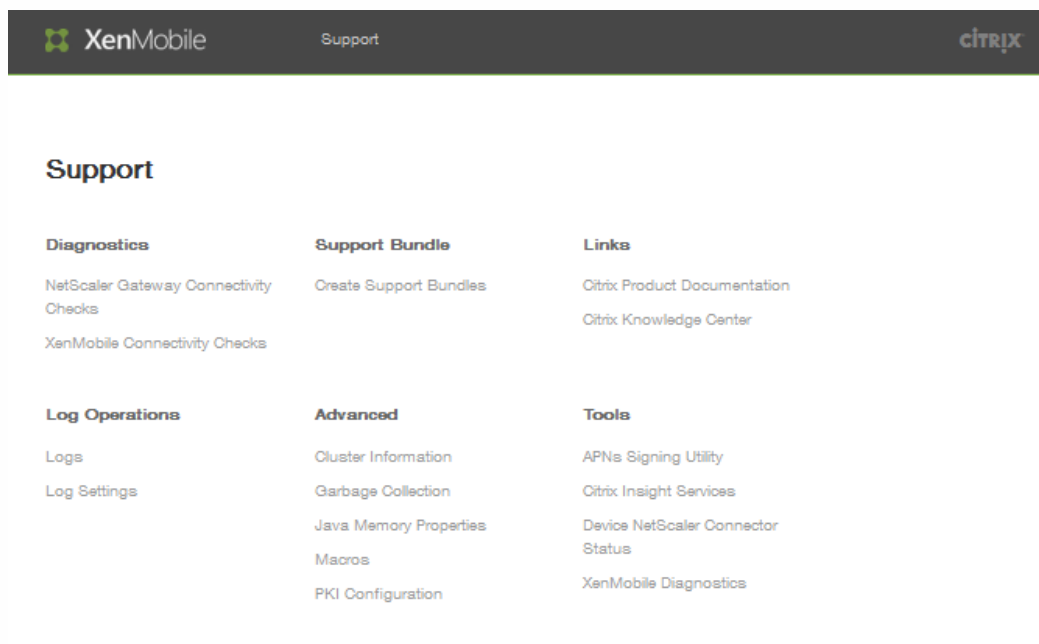 XenMobile
Support
CİTRIX
Support
Diagnostics
NetScaler Gateway Connectivity
Checks
XenMobile Connectivity Checks
Support Bundle
Create Support Bundles
Links
Citrix Product Documentation
Citrix Knowledge Center
Log Operations
Logs
Log Settings
Advanced
Cluster Information
Garbage Collection
Java Memory Properties
Macros
PKI Configuration
Tools
APNs Signing Utility
Citrix Insight Services
Device NetScaler Connector
Status
XenMobile Diagnostics